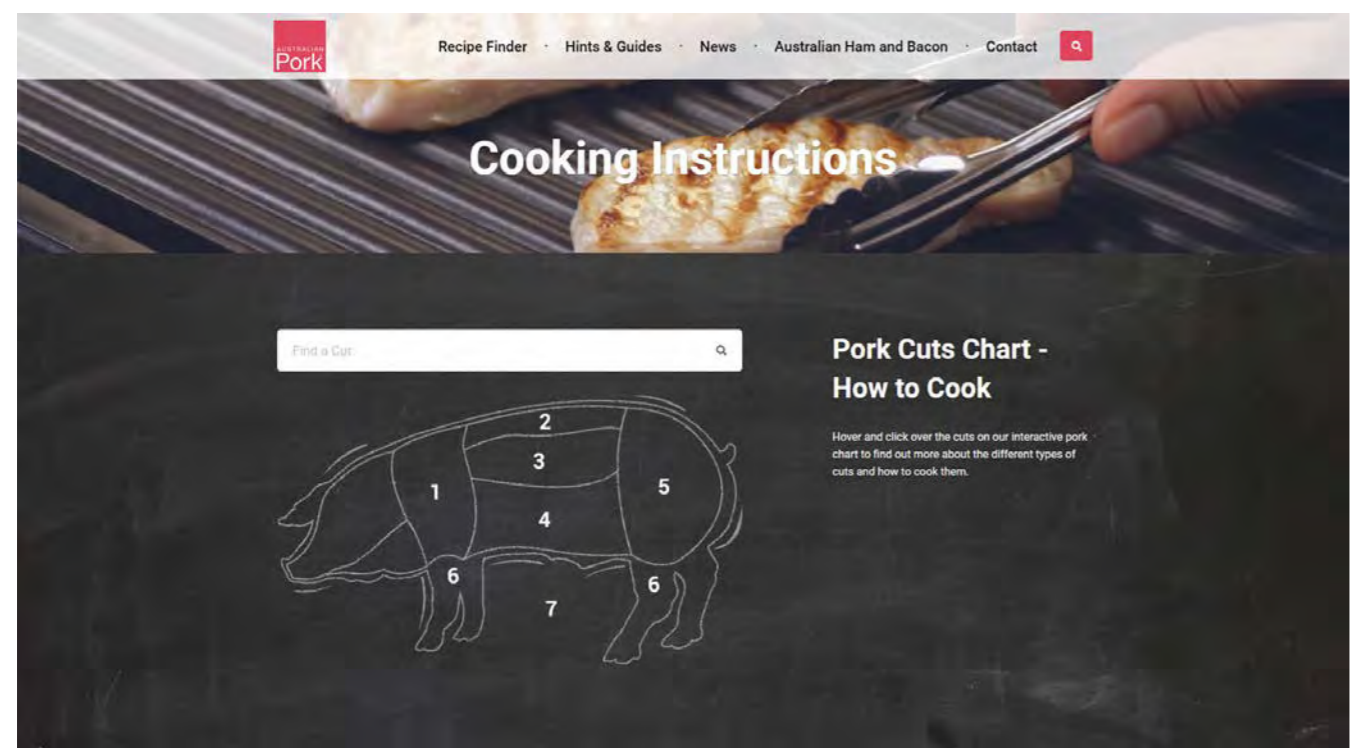 AUSTRALIAN
Pork
Recipe Finder · Hints & Guides · News · Australian Ham and Bacon · Contact
Cooking Instructions
Find a Cut
Pork Cuts Chart -
How to Cook
Hover and click over the cuts on our interactive pork
chart to find out more about the different types of
cuts and how to cook them.
2
3
1
5
4
6
6
7